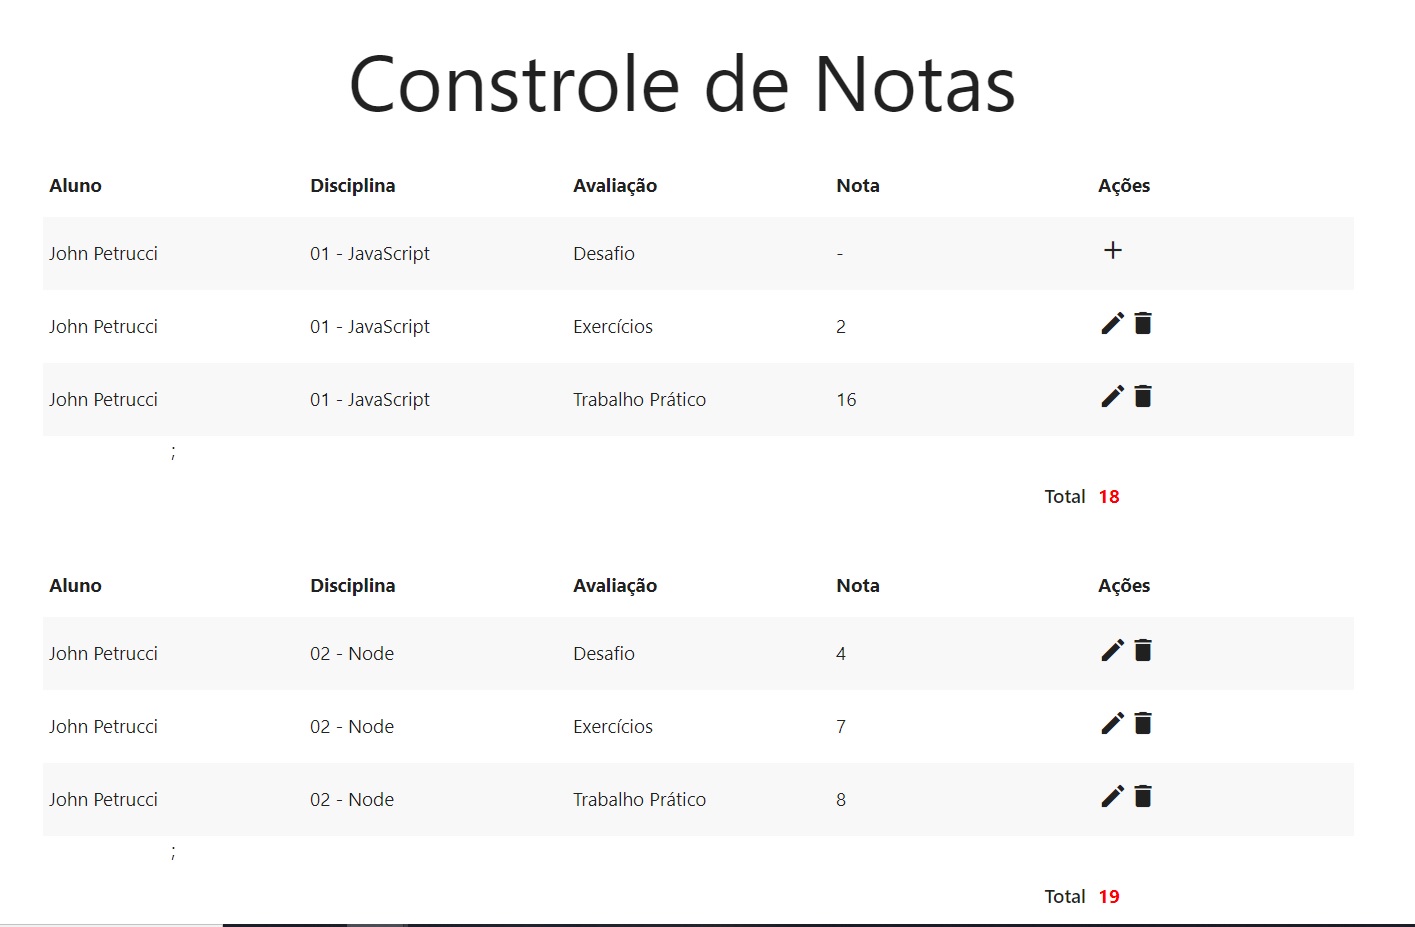 Constrole de Notas
Aluno Disciplina Avaliação Nota Ações
John Petrucci 01 - JavaScript Desafio -
John Petrucci 01 - JavaScript Exercícios 2
John Petrucci 01 - JavaScript Trabalho Prático 16
;
Total 18
Aluno Disciplina Avaliação Nota Ações
John Petrucci 02 - Node Desafio 4
John Petrucci 02 - Node Exercícios 7
John Petrucci 02 - Node Trabalho Prático 8
;
Total 19